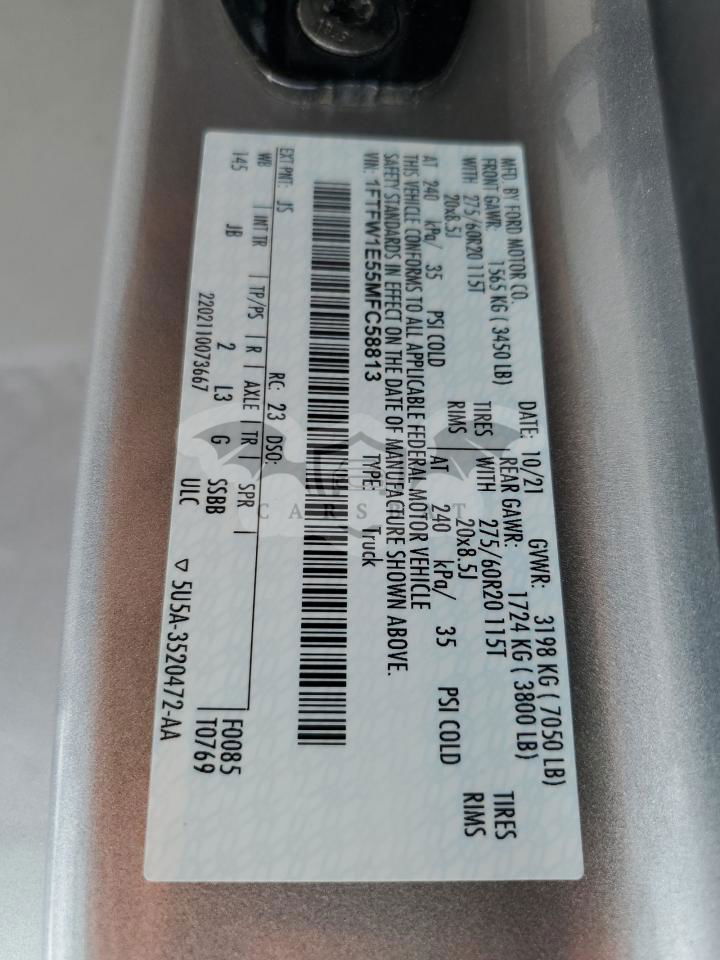 MFD. BY FORD MOTOR CO.
DATE: 10/21 GVWR: 3198 KG ( 7050 LB)
FRONT GAWR: 1565 KG ( 3450 LB) REAR GAWR: 1724 KG ( 3800 LB)
WITH 275/60R20 115T TIRES WITH 275/60R20 115T TIRES
20x8.5J RIMS 20x8.5J RIMS
AT 240 kPa/ 35 PSI COLD AT 240 kPa/ 35 PSI COLD
THIS VEHICLE CONFORMS TO ALL APPLICABLE FEDERAL MOTOR VEHICLE
SAFETY STANDARDS IN EFFECT ON THE DATE OF MANUFACTURE SHOWN ABOVE.
VIN: 1FTFW1E55MFC58813 TYPE: Truck
EXT PNT: JS RC: 23 DSO:
WB | INT TR | TP/PS | R | AXLE | TR | SPR | F0085
145 JB 2 L3 G SSBB T0769
2202110073667 ULC ▽ 5U5A-3520472-AA